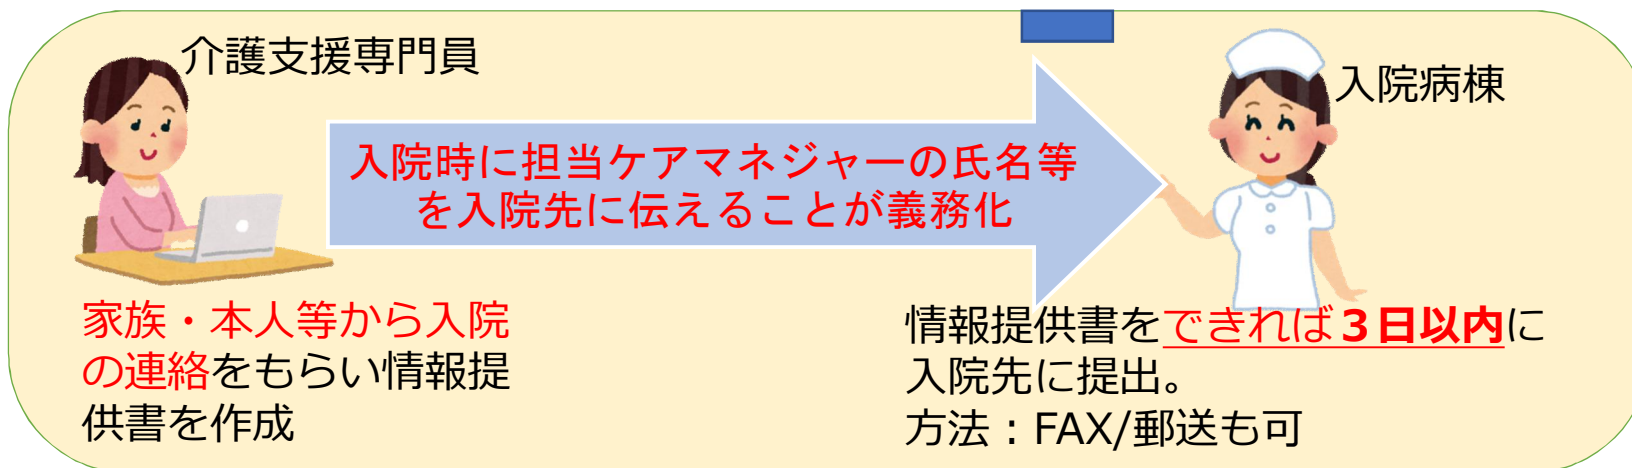 介護支援専門員
入院病棟
入院時に担当ケアマネジャーの氏名等
を入院先に伝えることが義務化
家族・本人等から入院
の連絡をもらい情報提
供書を作成
情報提供書をできれば３日以内に
入院先に提出。
方法：FAX/郵送も可